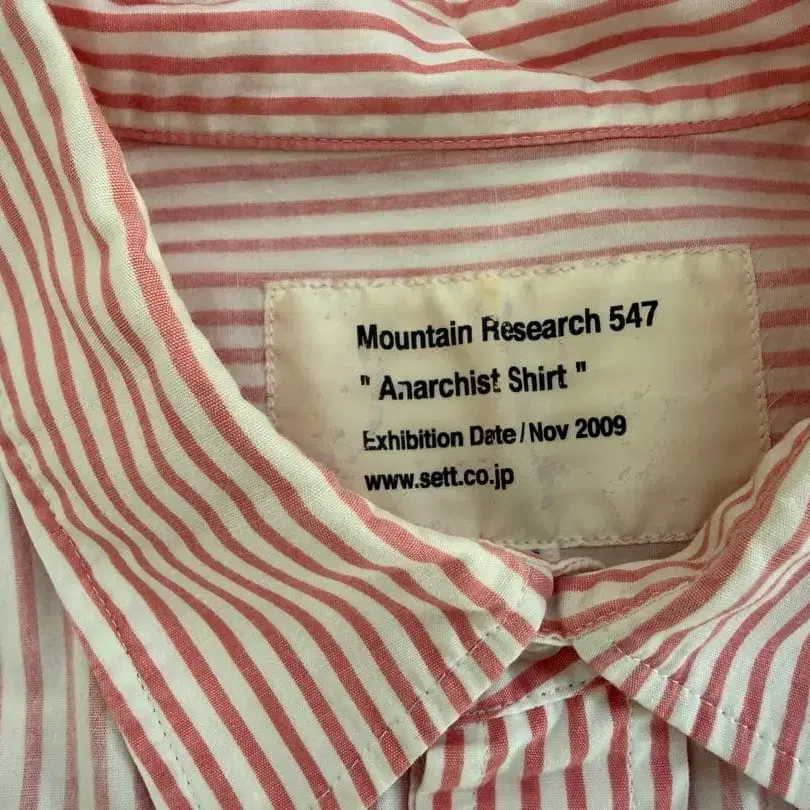 Mountain Research 547
" Anarchist Shirt "
Exhibition Date/Nov 2009
www.sett.co.jp